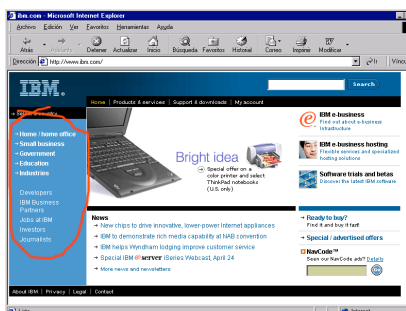 ibm.com - Microsoft Internet Explorer
Archivo Edición Ver Favoritos Herramientas Ayuda
Atrás Adelante Detener Actualizar Inicio Búsqueda Favoritos Historial Correo Imprimir Modificar
Dirección http://www.ibm.com/ Ir
IBM.
Search
Home | Products & services | Support & downloads | My account
Home / home office
Small business
Government
Education
Industries
Developers
IBM Business
Partners
Jobs at IBM
Investors
Journalists
Bright idea
Special offer on a
color printer and select
ThinkPad notebooks
(U.S. only)
IBM e-business
Find out about e-business
infrastructure
IBM e-business hosting
Flexible services and specialized
hosting solutions
Software trials and betas
Discover the latest IBM software
News
New chips to drive innovative, lower-power Internet appliances
IBM to demonstrate rich media capability at NAB convention
IBM helps Wyndham lodging improve customer service
Special IBM @server iSeries Webcast, April 24
More news and newsletters
Ready to buy?
Find it and buy it fast!
Special / advertised offers
NavCode™
Seen our NavCode ads? Details
Go
About IBM | Privacy | Legal | Contact
Internet